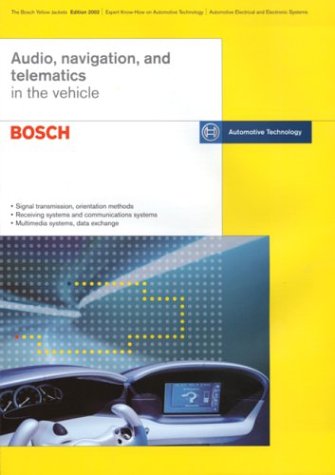 The Bosch Yellow Jackets Edition 2002 | Expert Know-How on Automotive Technology | Automotive Electrical and Electronic Systems
Audio, navigation, and
telematics
in the vehicle
BOSCH
Automotive Technology
• Signal transmission, orientation methods
• Receiving systems and communications systems
• Multimedia systems, data exchange